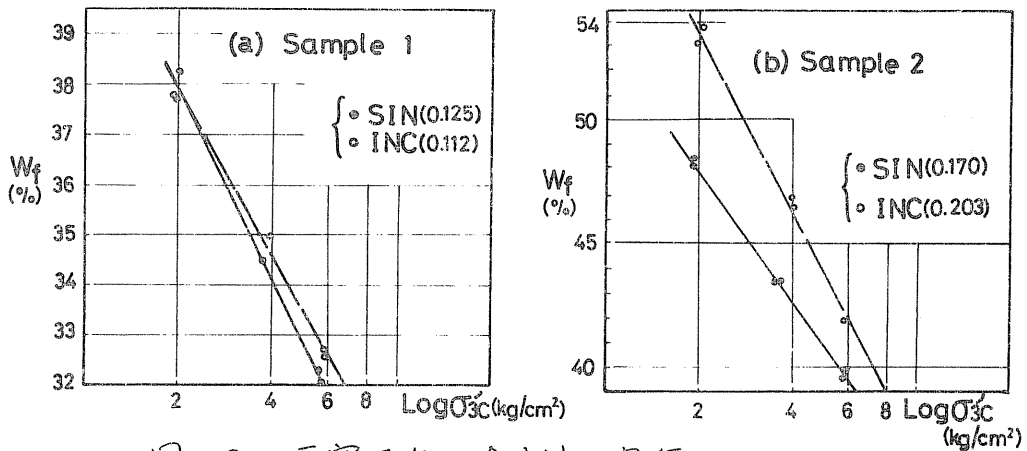 (a) Sample 1
SIN(0.125)
INC(0.112)
Wf
(%)
39
38
37
36
35
34
33
32
2 4 6 8 Logσ'3C (kg/cm²)
(b) Sample 2
SIN(0.170)
INC(0.203)
Wf
(%)
54
50
45
40
2 4 6 8 Logσ'3C
(kg/cm²)